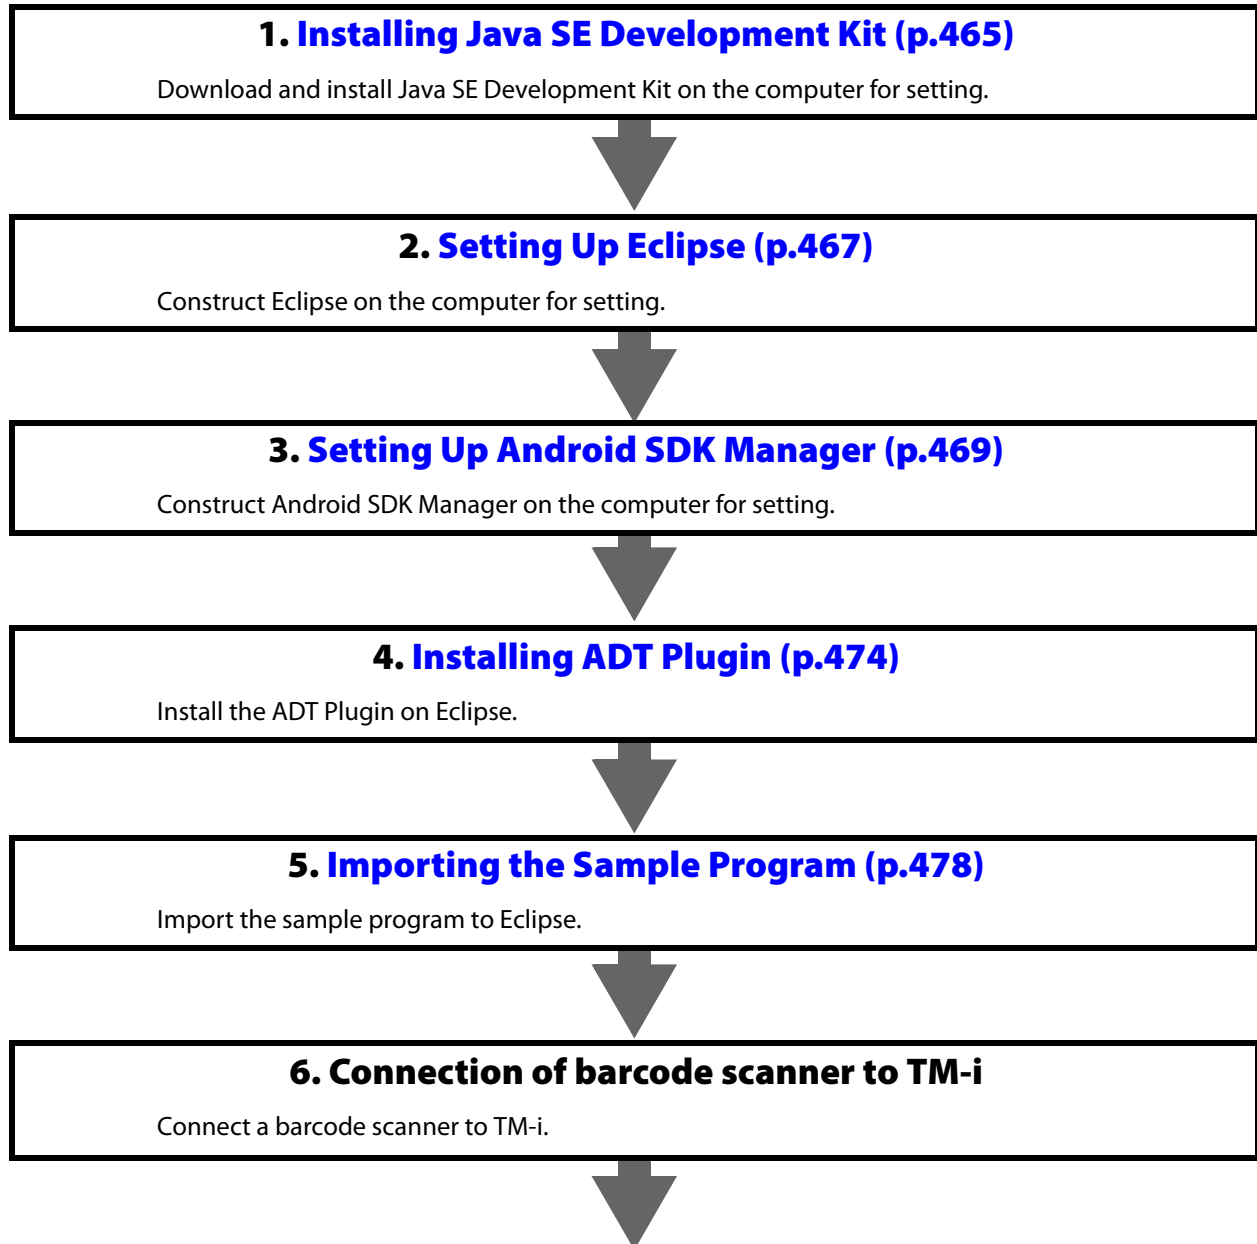 1. Installing Java SE Development Kit (p.465)
Download and install Java SE Development Kit on the computer for setting.
2. Setting Up Eclipse (p.467)
Construct Eclipse on the computer for setting.
3. Setting Up Android SDK Manager (p.469)
Construct Android SDK Manager on the computer for setting.
4. Installing ADT Plugin (p.474)
Install the ADT Plugin on Eclipse.
5. Importing the Sample Program (p.478)
Import the sample program to Eclipse.
6. Connection of barcode scanner to TM-i
Connect a barcode scanner to TM-i.